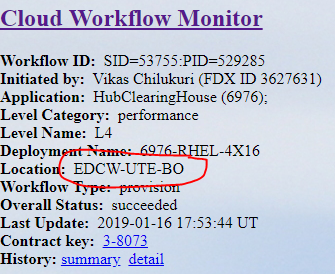 Cloud Workflow Monitor
Workflow ID: SID=53755:PID=529285
Initiated by: Vikas Chilukuri (FDX ID 3627631)
Application: HubClearingHouse (6976);
Level Category: performance
Level Name: L4
Deployment Name: 6976-RHEL-4X16
Location: EDCW-UTE-BO
Workflow Type: provision
Overall Status: succeeded
Last Update: 2019-01-16 17:53:44 UT
Contract key: 3-8073
History: summary detail